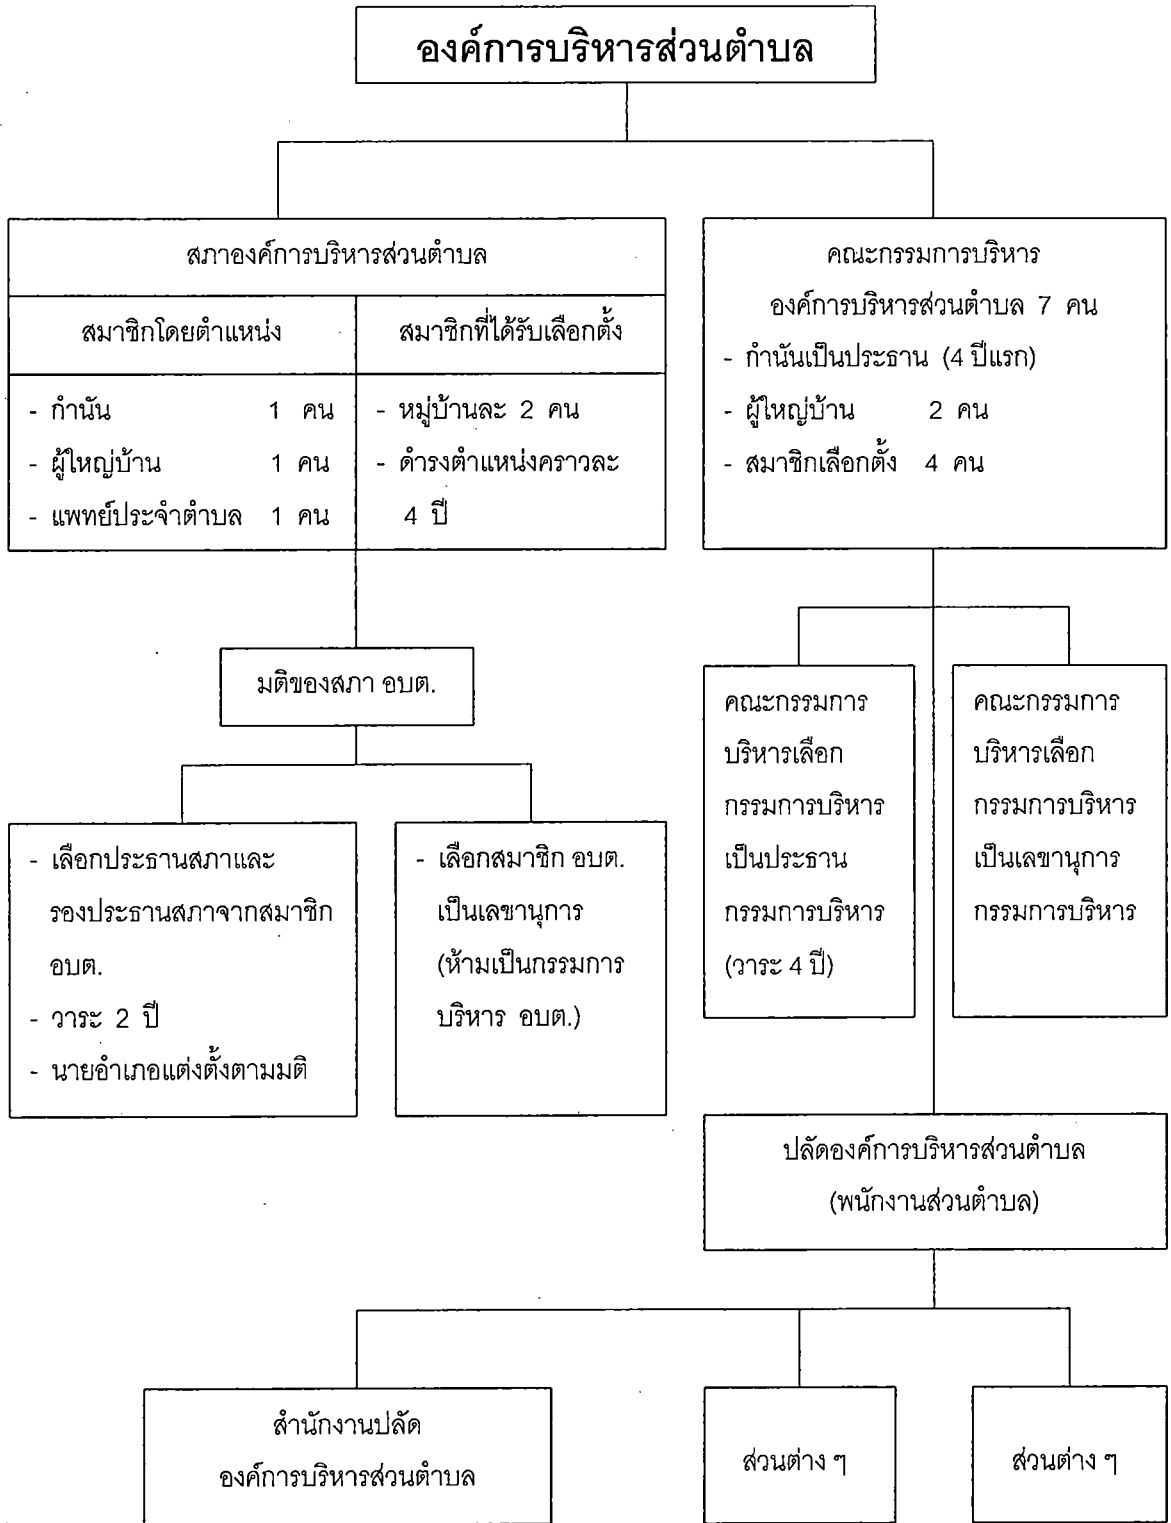 องค์การบริหารส่วนตำบล
สภาองค์การบริหารส่วนตำบล
สมาชิกโดยตำแหน่ง
- กำนัน 1 คน
- ผู้ใหญ่บ้าน 1 คน
- แพทย์ประจำตำบล 1 คน
สมาชิกที่ได้รับเลือกตั้ง
- หมู่บ้านละ 2 คน
- ดำรงตำแหน่งคราวละ
4 ปี
คณะกรรมการบริหาร
องค์การบริหารส่วนตำบล 7 คน
- กำนันเป็นประธาน (4 ปีแรก)
- ผู้ใหญ่บ้าน 2 คน
- สมาชิกเลือกตั้ง 4 คน
มติของสภา อบต.
- เลือกประธานสภาและ
รองประธานสภาจากสมาชิก
อบต.
- วาระ 2 ปี
- นายอำเภอแต่งตั้งตามมติ
- เลือกสมาชิก อบต.
เป็นเลขานุการ
(ห้ามเป็นกรรมการ
บริหาร อบต.)
คณะกรรมการ
บริหารเลือก
กรรมการบริหาร
เป็นประธาน
กรรมการบริหาร
(วาระ 4 ปี)
คณะกรรมการ
บริหารเลือก
กรรมการบริหาร
เป็นเลขานุการ
กรรมการบริหาร
ปลัดองค์การบริหารส่วนตำบล
(พนักงานส่วนตำบล)
สำนักงานปลัด
องค์การบริหารส่วนตำบล
ส่วนต่าง ๆ
ส่วนต่าง ๆ